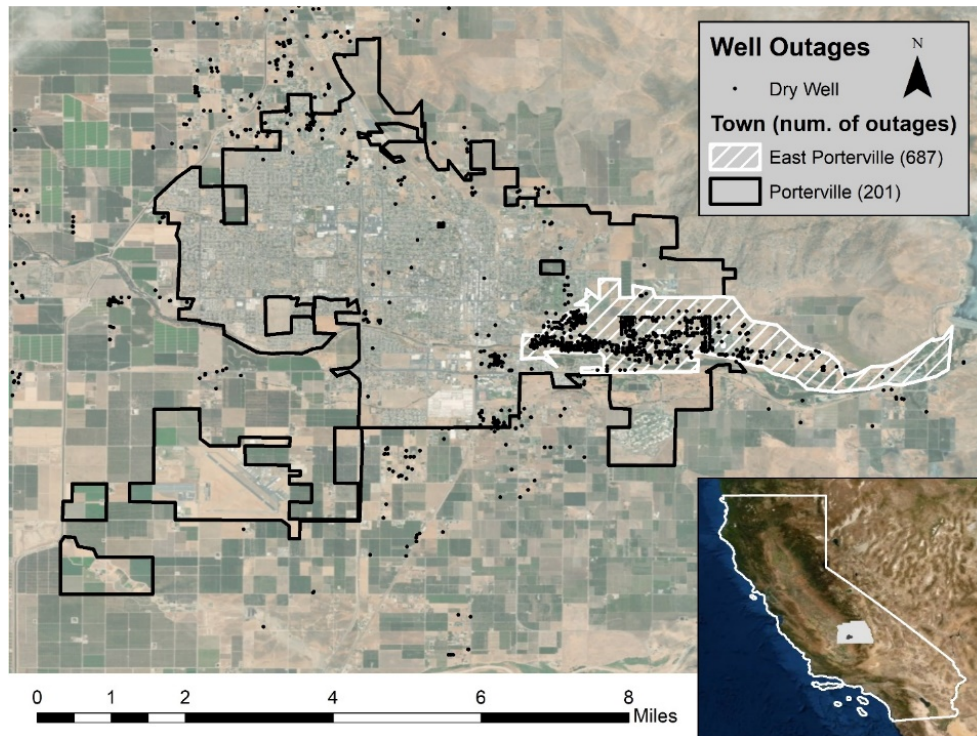 Well Outages
N
Dry Well
Town (num. of outages)
East Porterville (687)
Porterville (201)
0 1 2 4 6 8
Miles